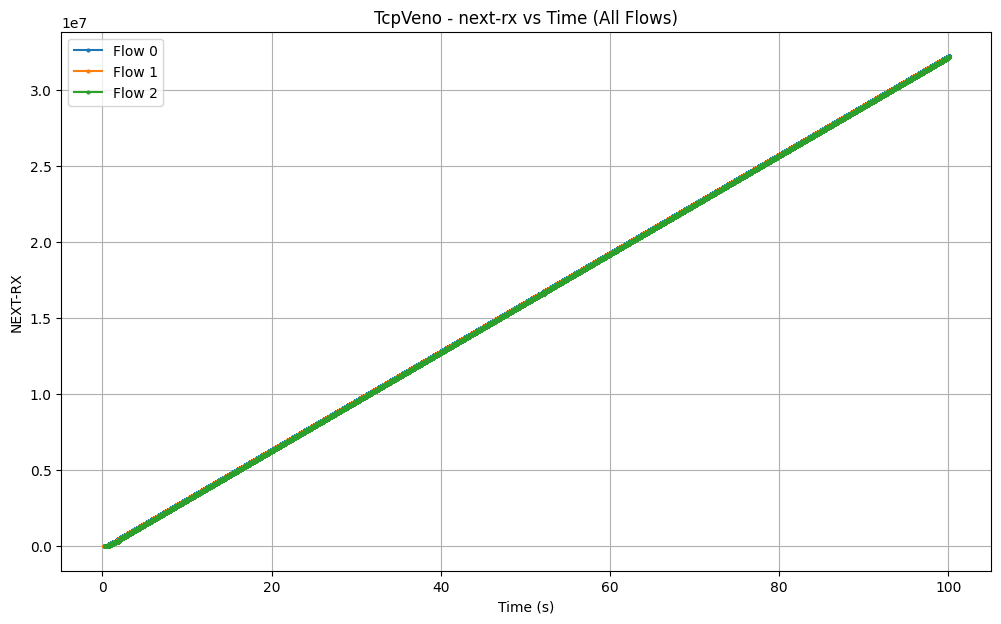 TcpVeno - next-rx vs Time (All Flows)
1e7
Flow 0
Flow 1
Flow 2
3.0
2.5
2.0
1.5
1.0
0.5
0.0
NEXT-RX
0 20 40 60 80 100
Time (s)